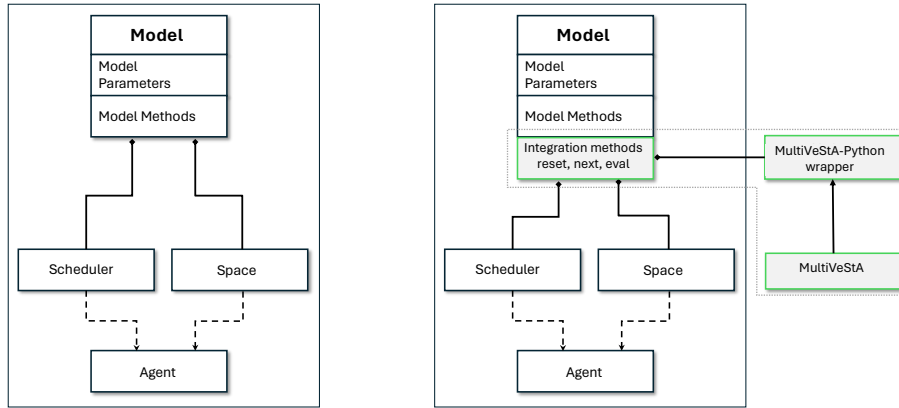 Model
Model
Parameters
Model Methods
Scheduler
Space
Agent
Model
Model
Parameters
Model Methods
Integration methods
reset, next, eval
MultiVeStA-Python
wrapper
Scheduler
Space
MultiVeStA
Agent